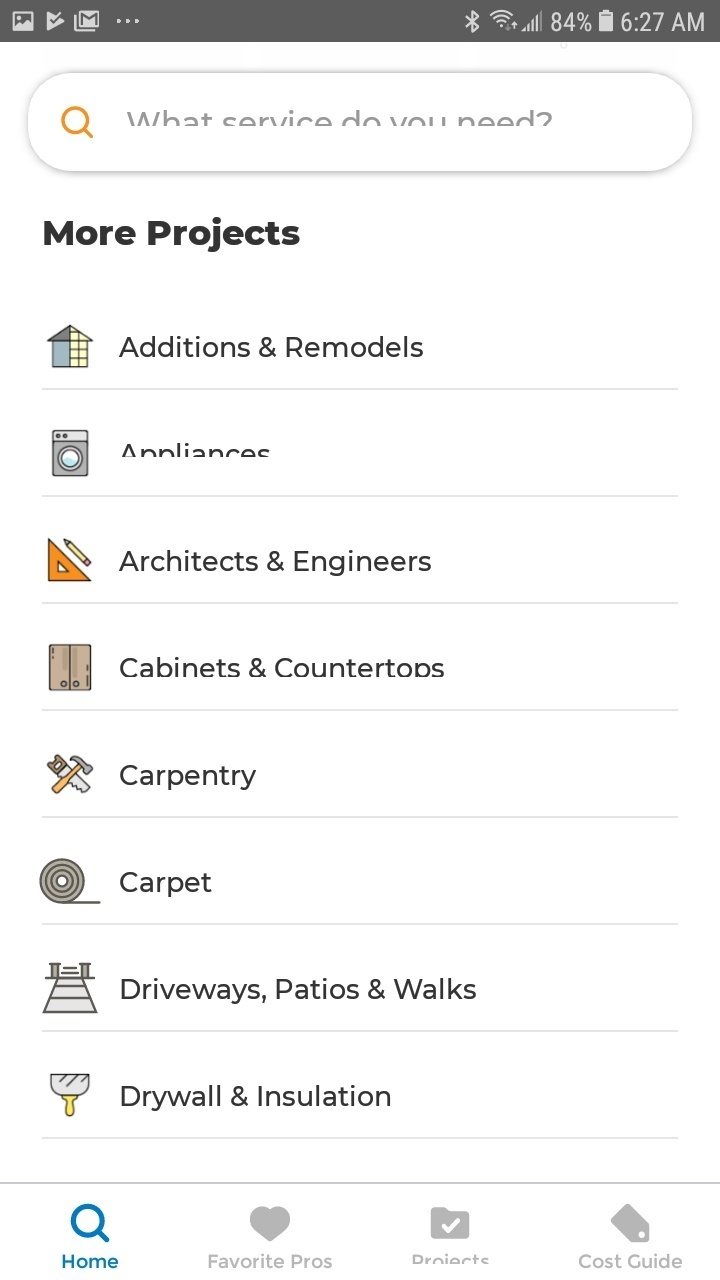 84% 6:27 AM
What service do you need?
More Projects
Additions & Remodels
Appliances
Architects & Engineers
Cabinets & Countertops
Carpentry
Carpet
Driveways, Patios & Walks
Drywall & Insulation
Home Favorite Pros Projects Cost Guide